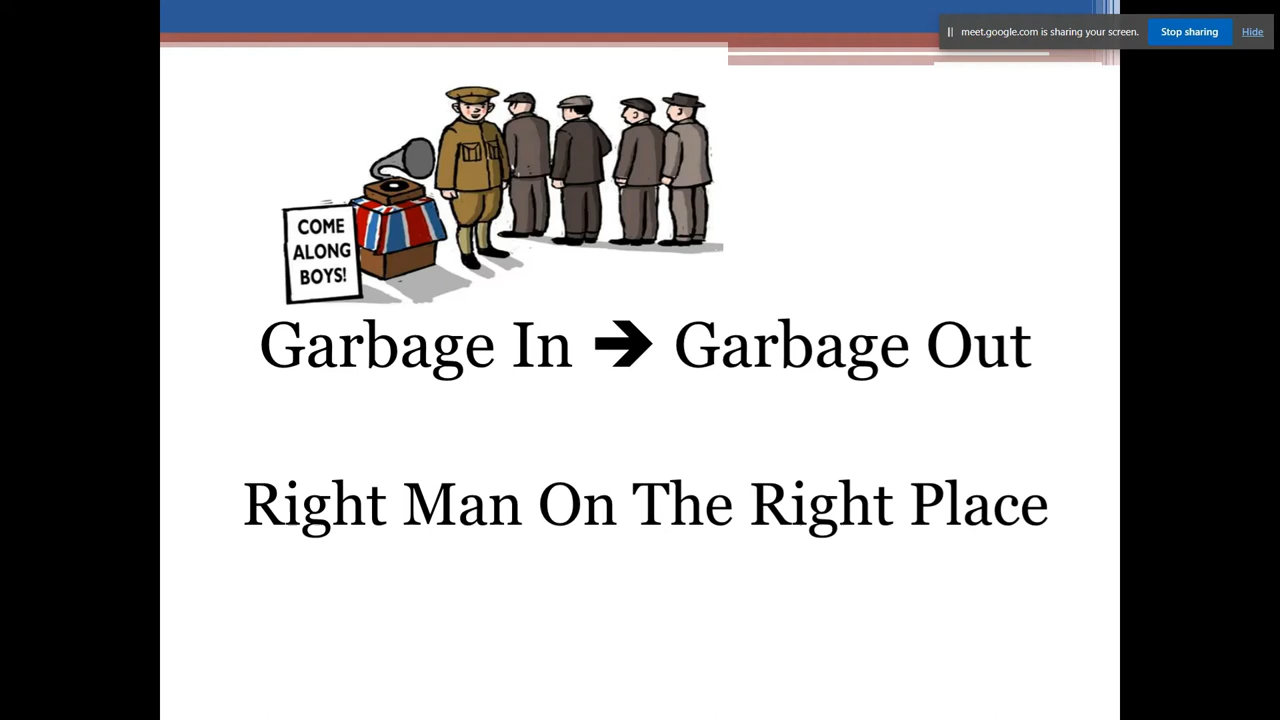 meet.google.com is sharing your screen. Stop sharing Hide
COME
ALONG
BOYS!
Garbage In ➔ Garbage Out
Right Man On The Right Place